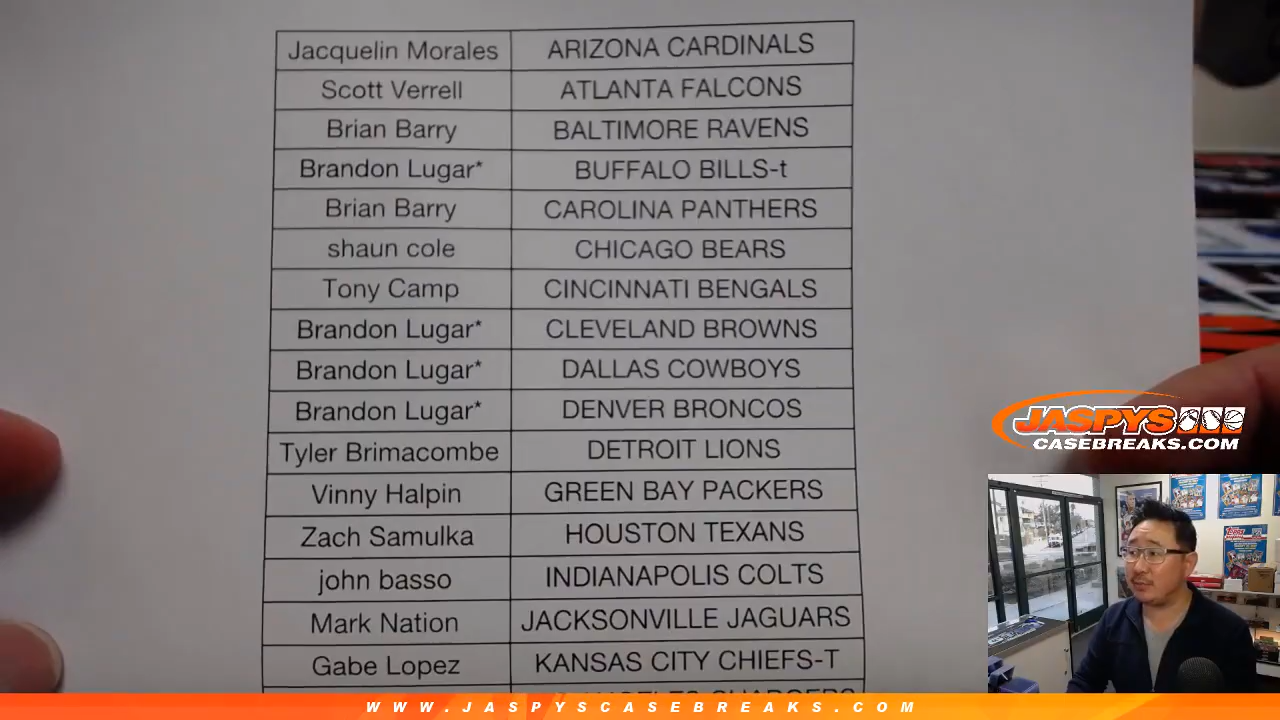 Jacquelin Morales ARIZONA CARDINALS
Scott Verrell ATLANTA FALCONS
Brian Barry BALTIMORE RAVENS
Brandon Lugar* BUFFALO BILLS-t
Brian Barry CAROLINA PANTHERS
shaun cole CHICAGO BEARS
Tony Camp CINCINNATI BENGALS
Brandon Lugar* CLEVELAND BROWNS
Brandon Lugar* DALLAS COWBOYS
Brandon Lugar* DENVER BRONCOS
Tyler Brimacombe DETROIT LIONS
Vinny Halpin GREEN BAY PACKERS
Zach Samulka HOUSTON TEXANS
john basso INDIANAPOLIS COLTS
Mark Nation JACKSONVILLE JAGUARS
Gabe Lopez KANSAS CITY CHIEFS-T
JASPYS
CASEBREAKS.COM
WWW.JASPYSCASEBREAKS.COM